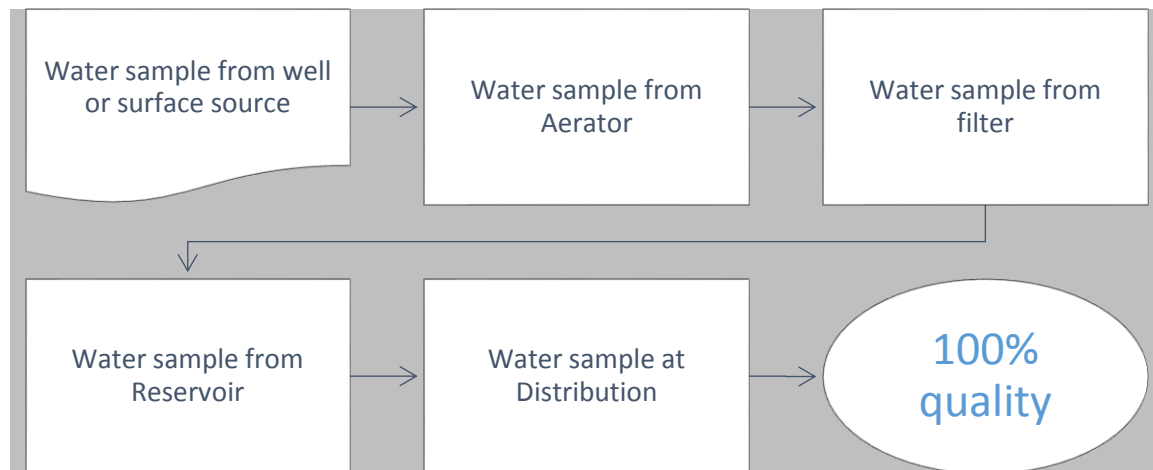 Water sample from well
or surface source
Water sample from
Aerator
Water sample from
filter
Water sample from
Reservoir
Water sample at
Distribution
100%
quality